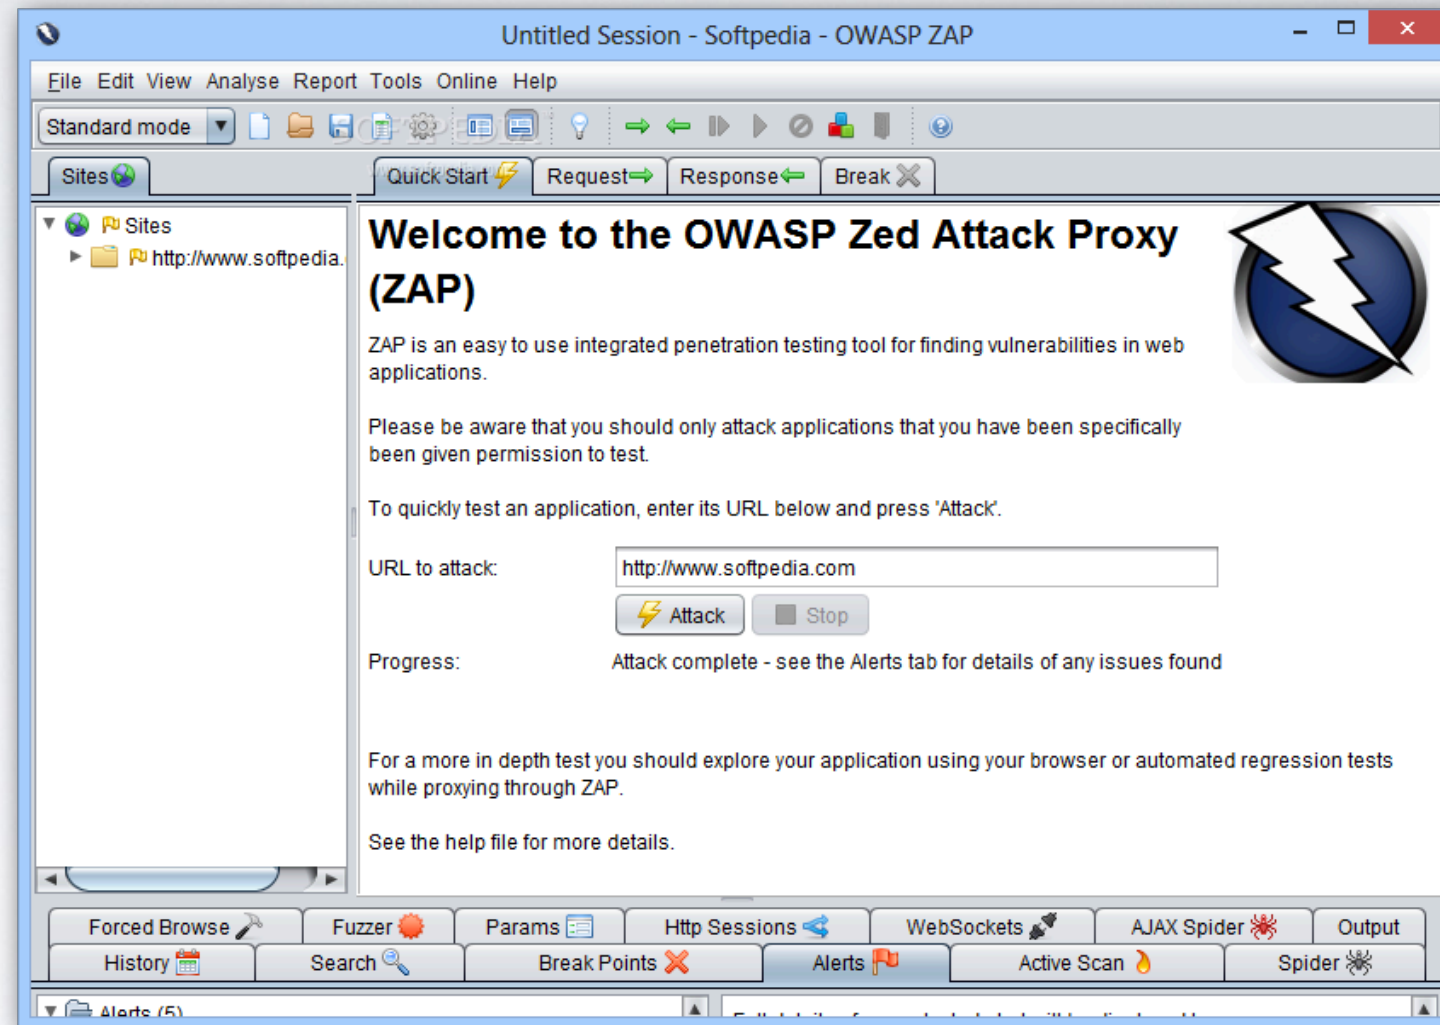 Untitled Session - Softpedia - OWASP ZAP
File Edit View Analyse Report Tools Online Help
Standard mode
SOFTPEDIA
Sites
Quick Start
Request
Response
Break
Sites
http://www.softpedia.
Welcome to the OWASP Zed Attack Proxy
(ZAP)
ZAP is an easy to use integrated penetration testing tool for finding vulnerabilities in web
applications.
Please be aware that you should only attack applications that you have been specifically
been given permission to test.
To quickly test an application, enter its URL below and press 'Attack'.
URL to attack:
http://www.softpedia.com
Attack
Stop
Progress:
Attack complete - see the Alerts tab for details of any issues found
For a more in depth test you should explore your application using your browser or automated regression tests
while proxying through ZAP.
See the help file for more details.
Forced Browse
Fuzzer
Params
Http Sessions
WebSockets
AJAX Spider
Output
History
Search
Break Points
Alerts
Active Scan
Spider
Alerts (5)